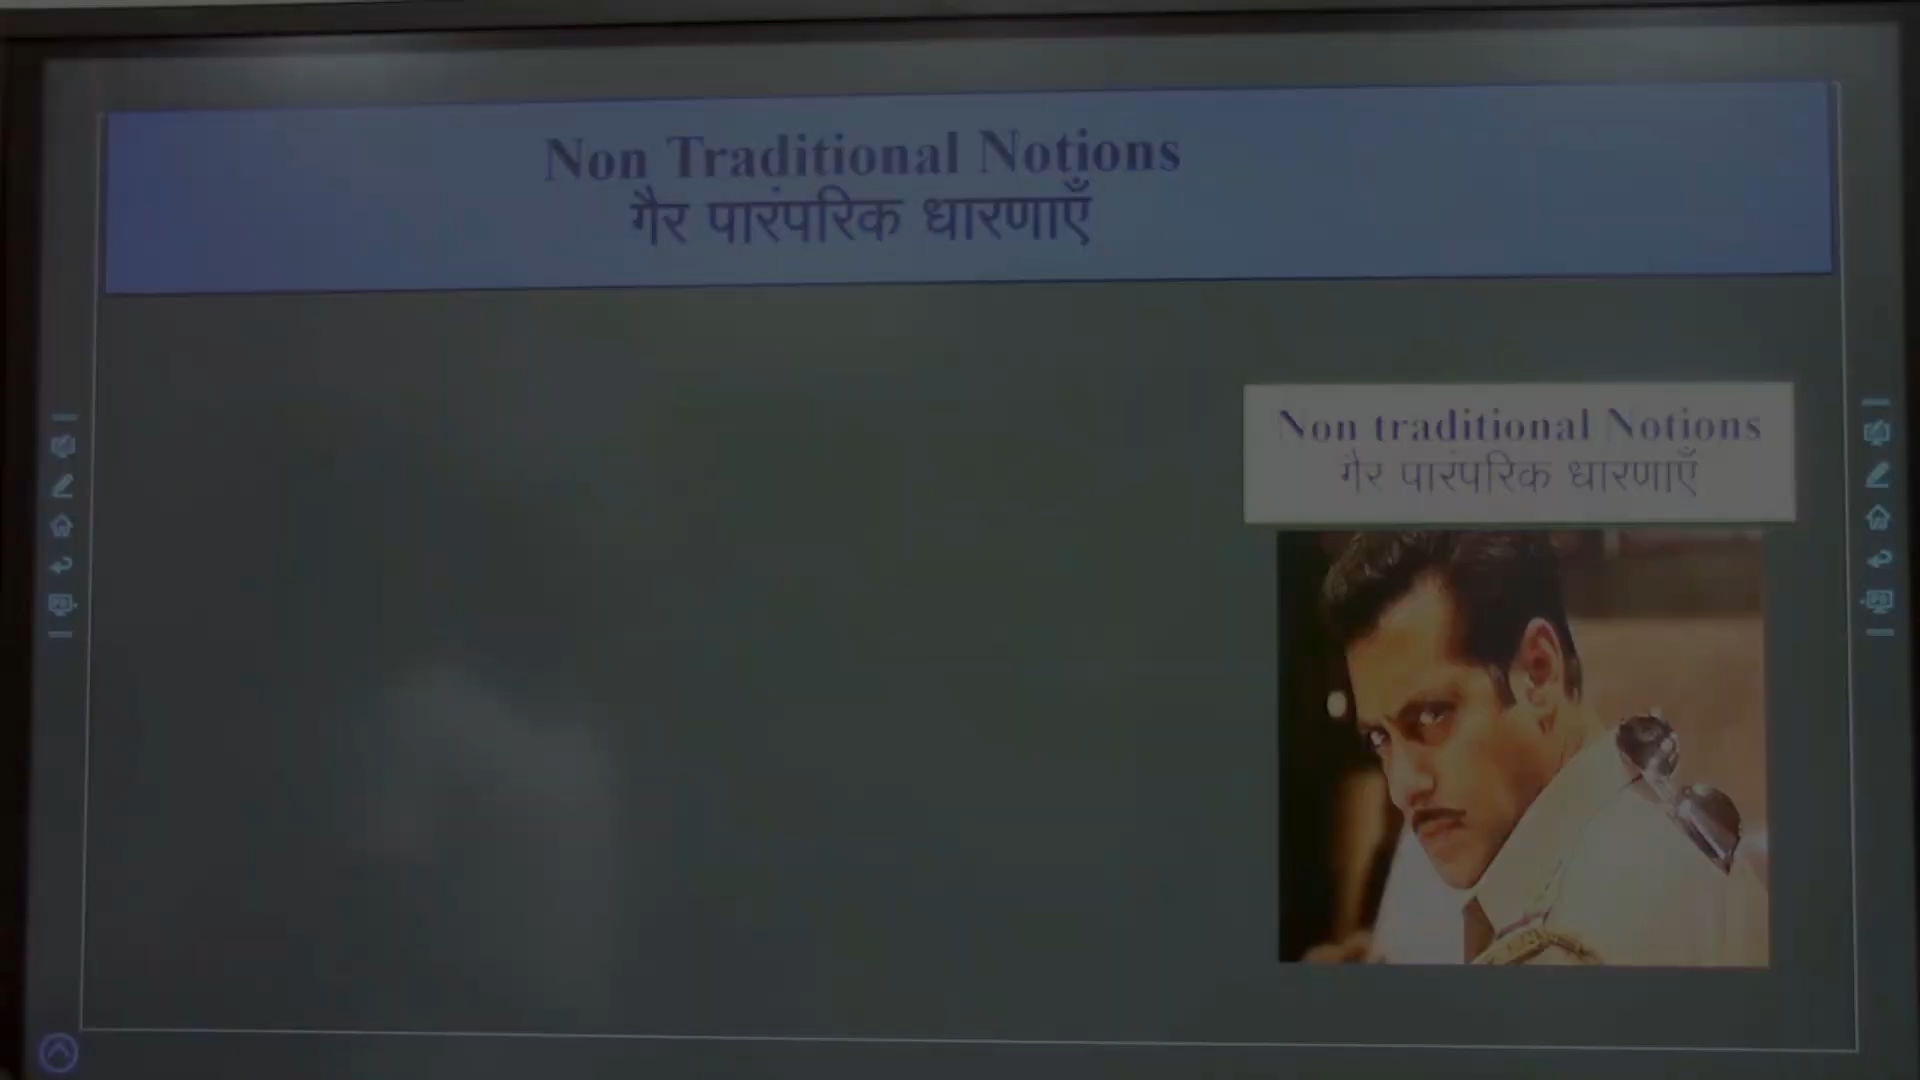 Non Traditional Notions
गैर पारंपरिक धारणाएँ
Non traditional Notions
गैर पारंपरिक धारणाएँ